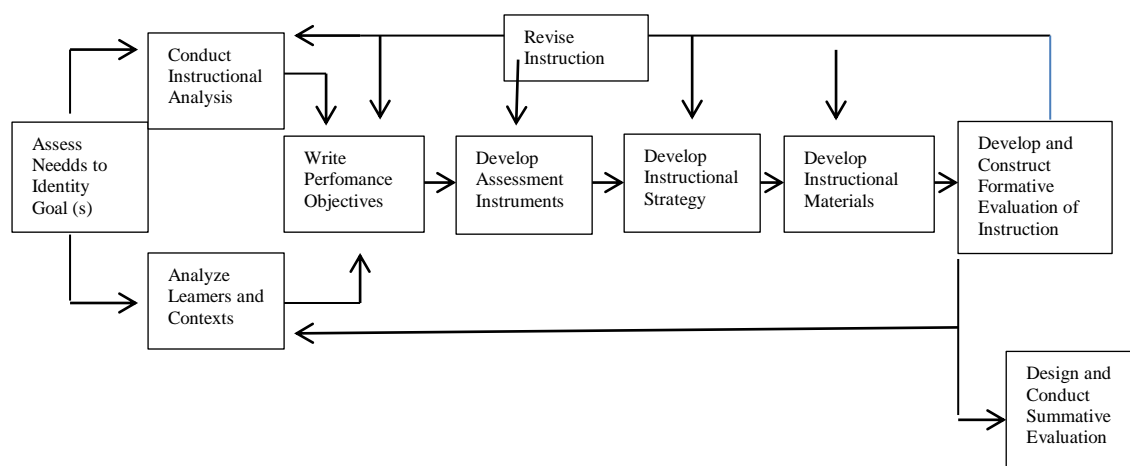 Revise
Instruction
Conduct
Instructional
Analysis
Assess
Needds to
Identity
Goal (s)
Write
Perfomance
Objectives
Develop
Assessment
Instruments
Develop
Instructional
Strategy
Develop
Instructional
Materials
Develop and
Construct
Formative
Evaluation of
Instruction
Analyze
Leamers and
Contexts
Design and
Conduct
Summative
Evaluation